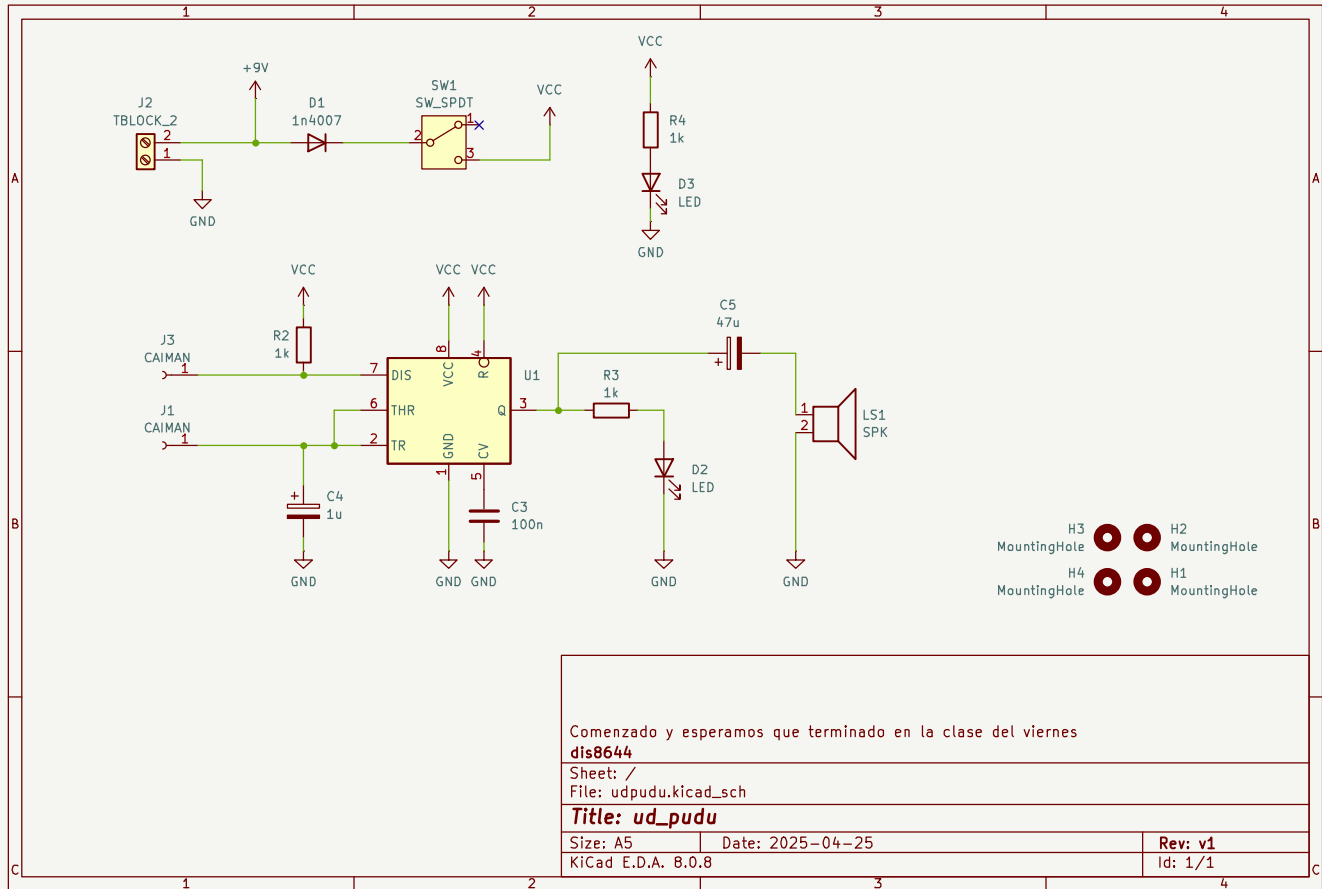 1 2 3 4
+9V
J2
TBLOCK_2
2
1
GND
D1
1n4007
SW1
SW_SPDT
2
1
3
VCC
VCC
R4
1k
D3
LED
GND
A A
VCC
R2
1k
J3
CAIMAN
1
J1
CAIMAN
1
VCC VCC
8
4
VCC
R
U1
7 DIS
6 THR
2 TR
Q 3
GND
CV
1
5
C4
1u
+
GND
C3
100n
GND GND
R3
1k
D2
LED
GND
C5
47u
+
1
2
LS1
SPK
GND
B B
H3
MountingHole
H2
MountingHole
H4
MountingHole
H1
MountingHole
Comenzado y esperamos que terminado en la clase del viernes
dis8644
Sheet: /
File: udpudu.kicad_sch
Title: ud_pudu
Size: A5 Date: 2025-04-25 Rev: v1
KiCad E.D.A. 8.0.8 Id: 1/1
C C
1 2 3 4